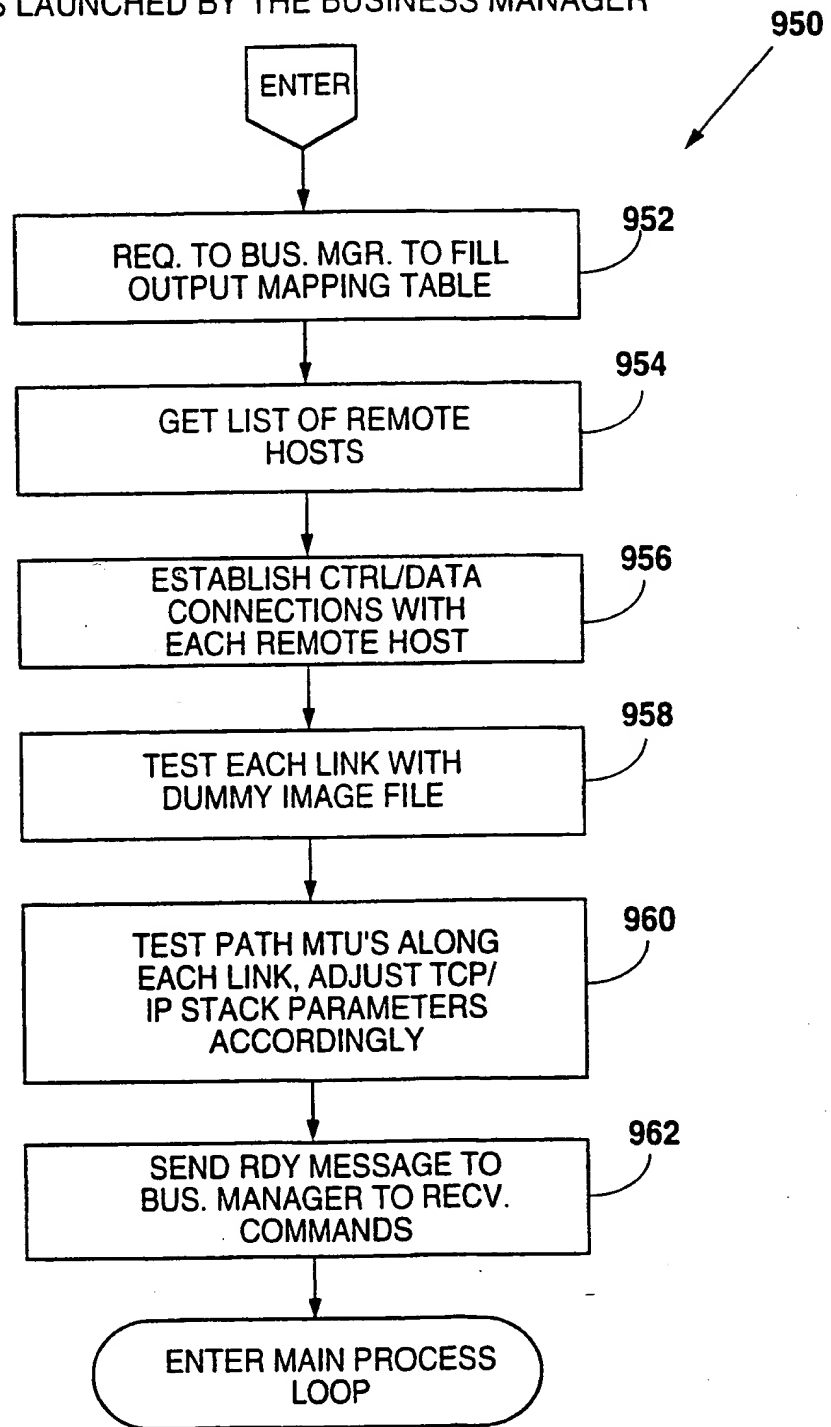 S LAUNCHED BY THE BUSINESS MANAGER
950
ENTER
952
REQ. TO BUS. MGR. TO FILL
OUTPUT MAPPING TABLE
954
GET LIST OF REMOTE
HOSTS
956
ESTABLISH CTRL/DATA
CONNECTIONS WITH
EACH REMOTE HOST
958
TEST EACH LINK WITH
DUMMY IMAGE FILE
960
TEST PATH MTU'S ALONG
EACH LINK, ADJUST TCP/
IP STACK PARAMETERS
ACCORDINGLY
962
SEND RDY MESSAGE TO
BUS. MANAGER TO RECV.
COMMANDS
ENTER MAIN PROCESS
LOOP